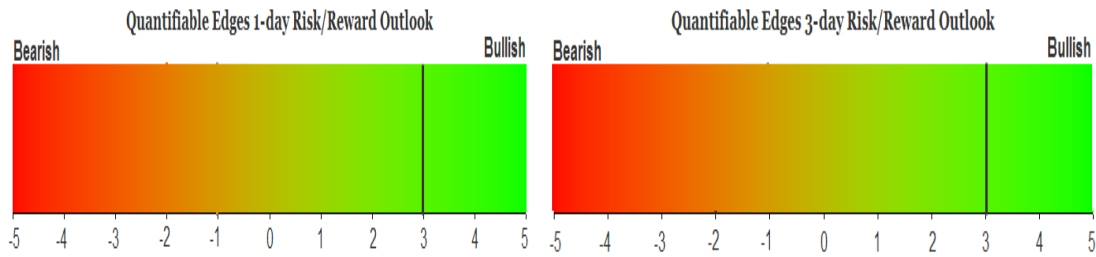 Quantifiable Edges 1-day Risk/Reward Outlook
Bearish Bullish
-5 -4 -3 -2 -1 0 1 2 3 4 5
Quantifiable Edges 3-day Risk/Reward Outlook
Bearish Bullish
-5 -4 -3 -2 -1 0 1 2 3 4 5